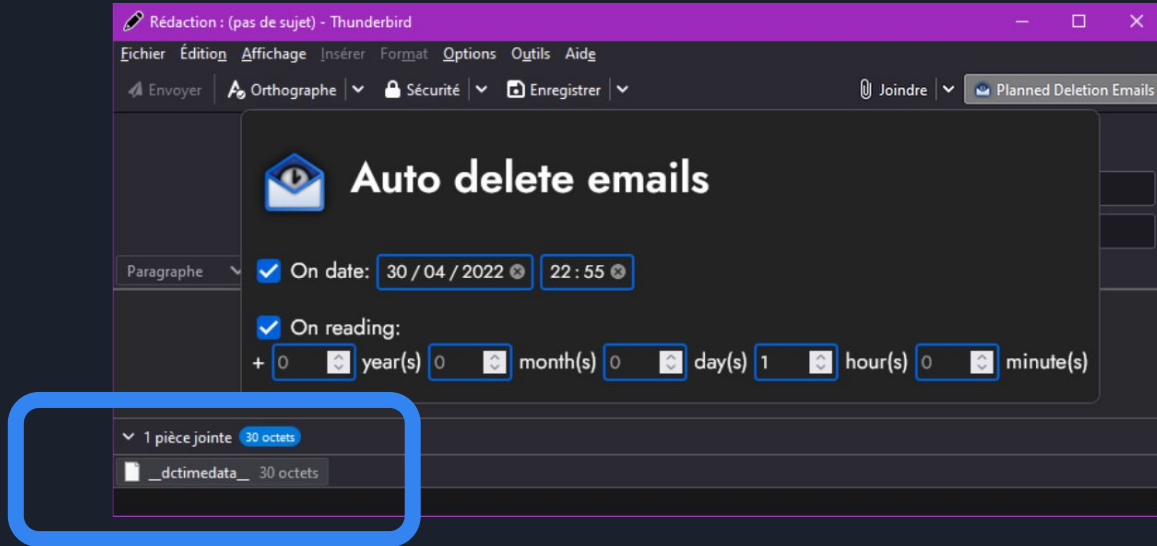 Rédaction : (pas de sujet) - Thunderbird
Fichier Édition Affichage Insérer Format Options Outils Aide
Envoyer Orthographe Sécurité Enregistrer Joindre Planned Deletion Emails
Auto delete emails
Paragraphe On date: 30 / 04 / 2022 22 : 55
On reading:
+ 0 year(s) 0 month(s) 0 day(s) 1 hour(s) 0 minute(s)
1 pièce jointe 30 octets
__dctimedata__ 30 octets